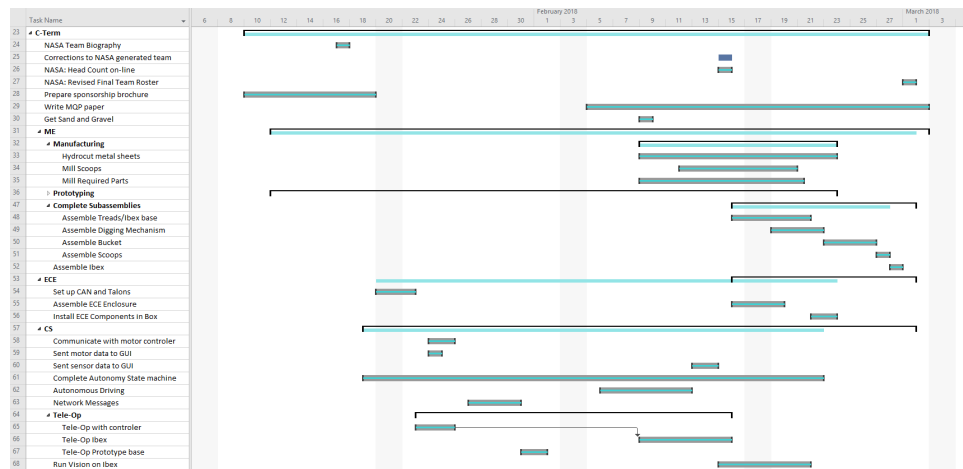 February 2018 March 2018
Task Name 6 8 10 12 14 16 18 20 22 24 26 28 30 1 3 5 7 9 11 13 15 17 19 21 23 25 27 1 3
23 C-Term
24 NASA Team Biography
25 Corrections to NASA generated team
26 NASA: Head Count on-line
27 NASA: Revised Final Team Roster
28 Prepare sponsorship brochure
29 Write MQP paper
30 Get Sand and Gravel
31 ME
32 Manufacturing
33 Hydrocut metal sheets
34 Mill Scoops
35 Mill Required Parts
36 Prototyping
47 Complete Subassemblies
48 Assemble Treads/Ibex base
49 Assemble Digging Mechanism
50 Assemble Bucket
51 Assemble Scoops
52 Assemble Ibex
53 ECE
54 Set up CAN and Talons
55 Assemble ECE Enclosure
56 Install ECE Components in Box
57 CS
58 Communicate with motor controler
59 Sent motor data to GUI
60 Sent sensor data to GUI
61 Complete Autonomy State machine
62 Autonomous Driving
63 Network Messages
64 Tele-Op
65 Tele-Op with controler
66 Tele-Op Ibex
67 Tele-Op Prototype base
68 Run Vision on Ibex